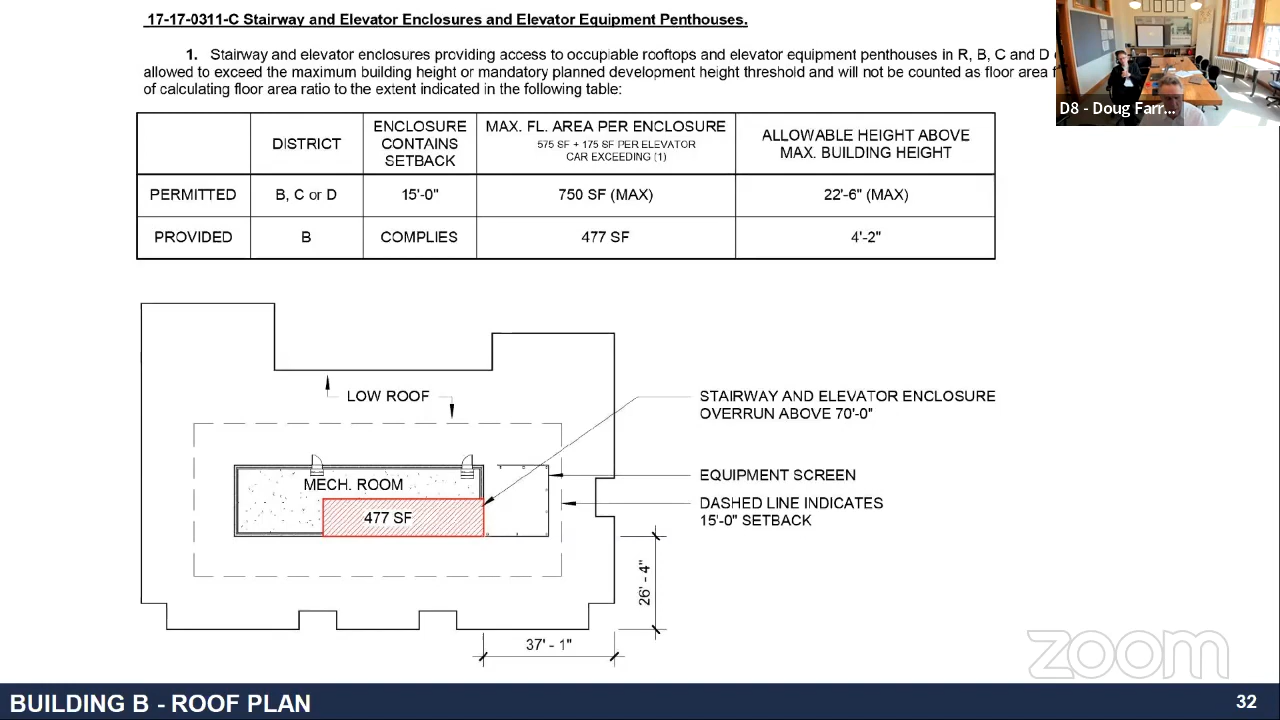 17-17-0311-C Stairway and Elevator Enclosures and Elevator Equipment Penthouses.
1. Stairway and elevator enclosures providing access to occupiable rooftops and elevator equipment penthouses in R, B, C and D
allowed to exceed the maximum building height or mandatory planned development height threshold and will not be counted as floor area
of calculating floor area ratio to the extent indicated in the following table:
D8 - Doug Farr...
DISTRICT
ENCLOSURE
CONTAINS
SETBACK
MAX. FL. AREA PER ENCLOSURE
575 SF + 175 SF PER ELEVATOR
CAR EXCEEDING (1)
ALLOWABLE HEIGHT ABOVE
MAX. BUILDING HEIGHT
PERMITTED
B, C or D
15'-0"
750 SF (MAX)
22'-6" (MAX)
PROVIDED
B
COMPLIES
477 SF
4'-2"
LOW ROOF
STAIRWAY AND ELEVATOR ENCLOSURE
OVERRUN ABOVE 70'-0"
MECH. ROOM
EQUIPMENT SCREEN
477 SF
DASHED LINE INDICATES
15'-0" SETBACK
26' - 4"
37' - 1"
zoom
BUILDING B - ROOF PLAN
32